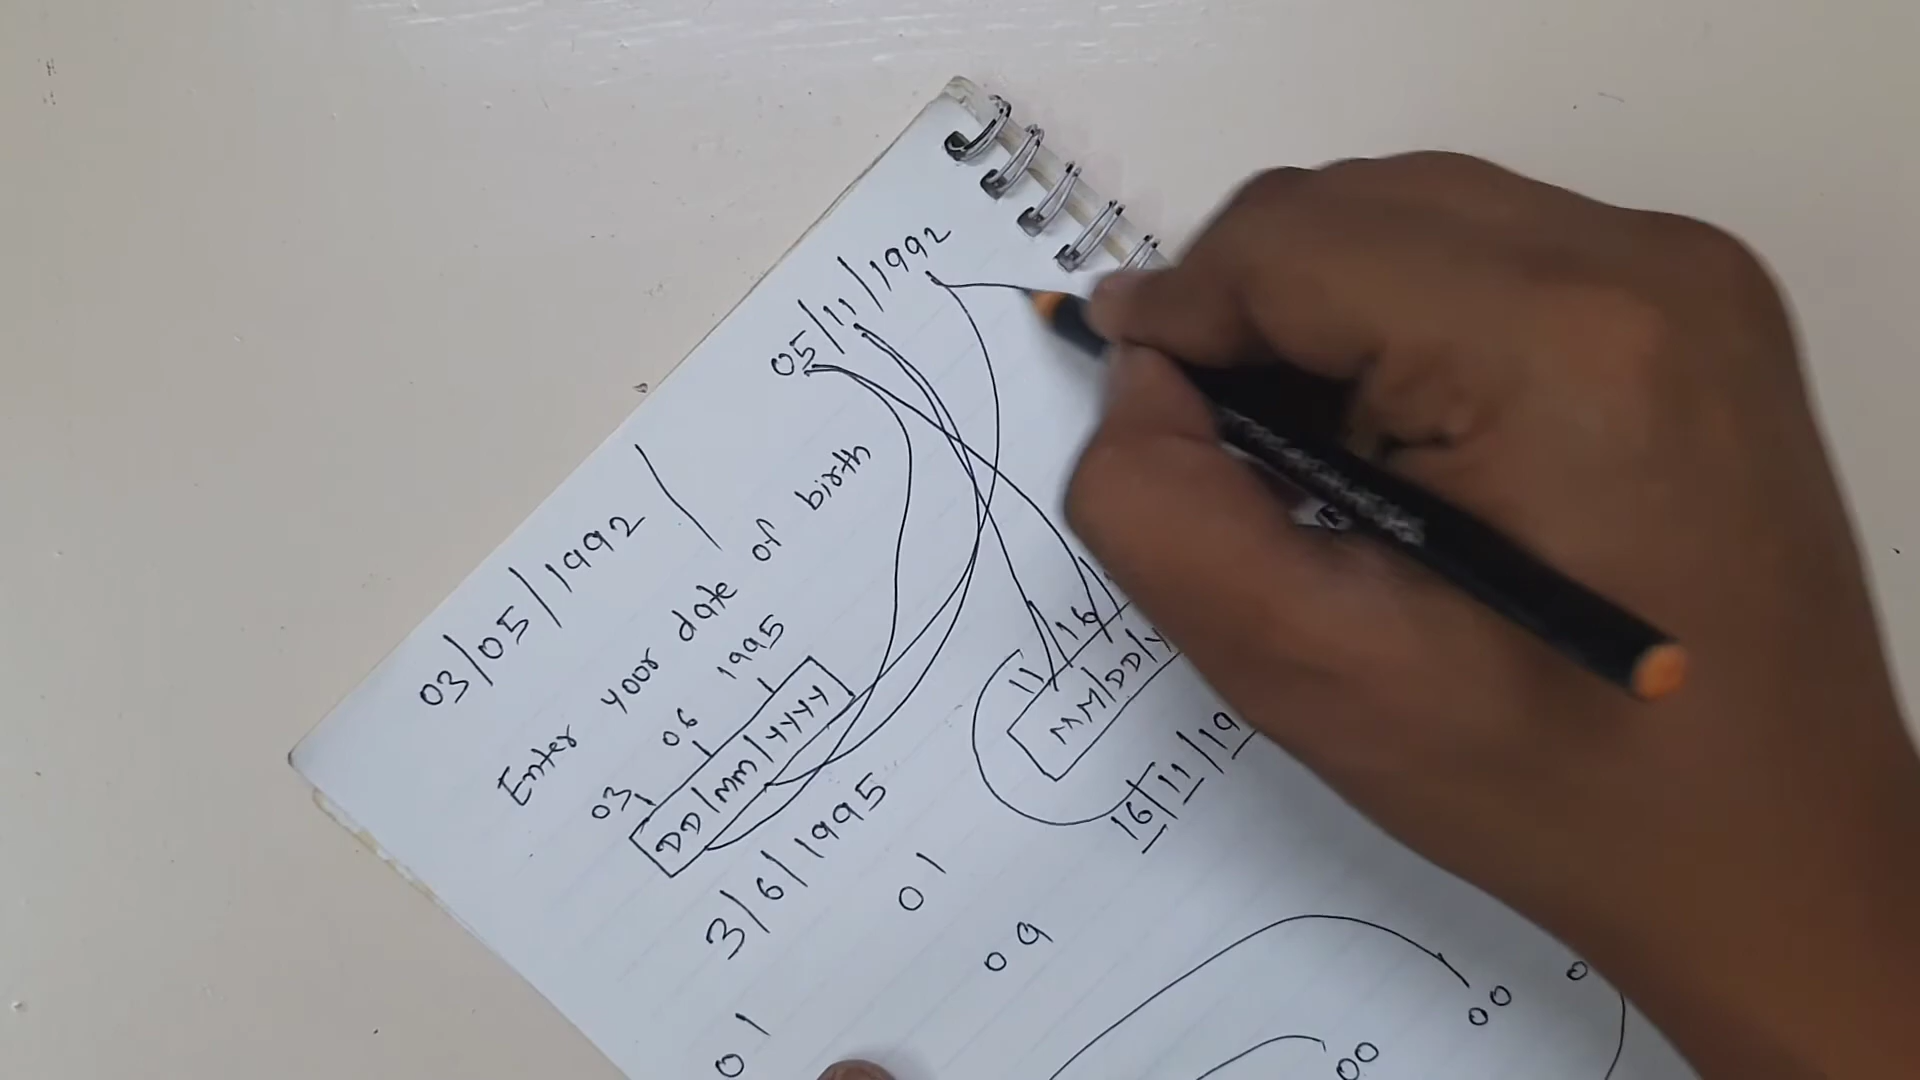 05/11/1992
03/05/1992
Enter yoor date of birth
03 06 1995
DD/MM/YYYY
3/6/1995
11 16
MM/DD/Y
16/11/19
01
09
01
00
00
0